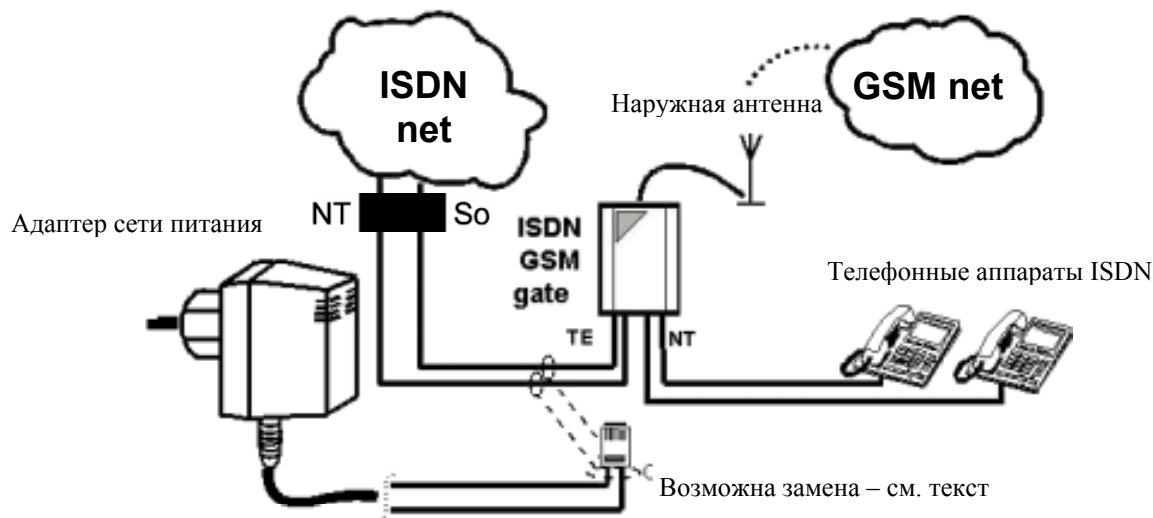 ISDN
net
GSM net
Наружная антенна
NT
So
Адаптер сети питания
ISDN
GSM
gate
Телефонные аппараты ISDN
TE
NT
Возможна замена – см. текст